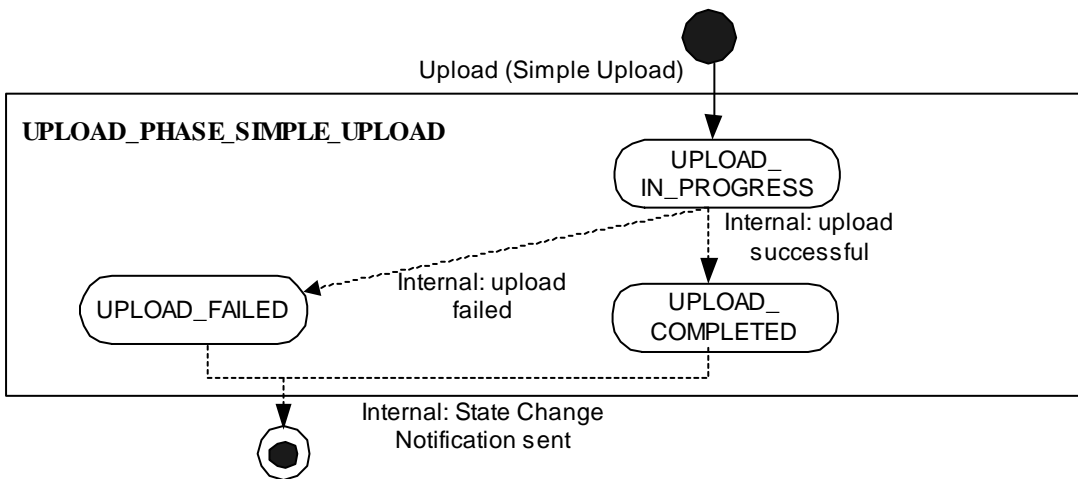 Upload (Simple Upload)
UPLOAD_PHASE_SIMPLE_UPLOAD
UPLOAD_
IN_PROGRESS
Internal: upload
successful
Internal: upload
failed
UPLOAD_FAILED
UPLOAD_
COMPLETED
Internal: State Change
Notification sent